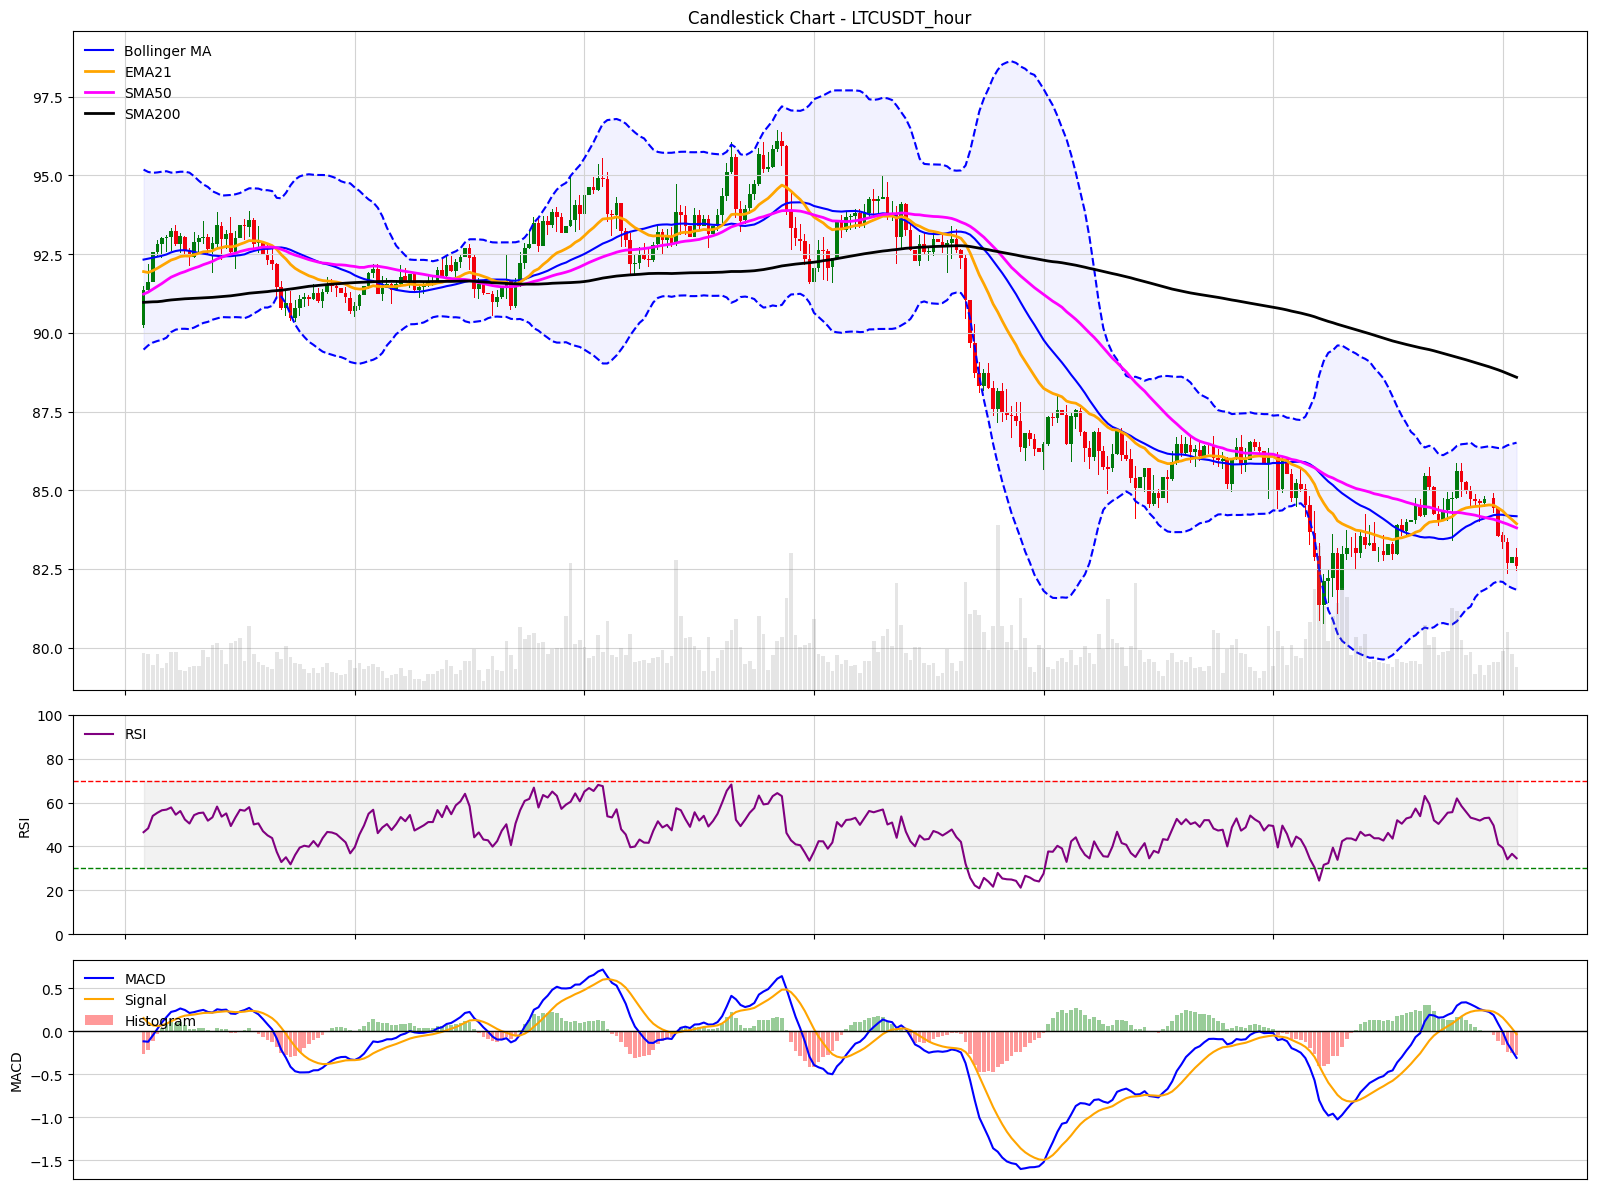 Candlestick Chart - LTCUSDT_hour
Bollinger MA
EMA21
SMA50
SMA200
97.5
95.0
92.5
90.0
87.5
85.0
82.5
80.0
100
80
60
40
20
0
RSI
RSI
MACD
Signal
Histogram
0.5
0.0
−0.5
−1.0
−1.5
MACD